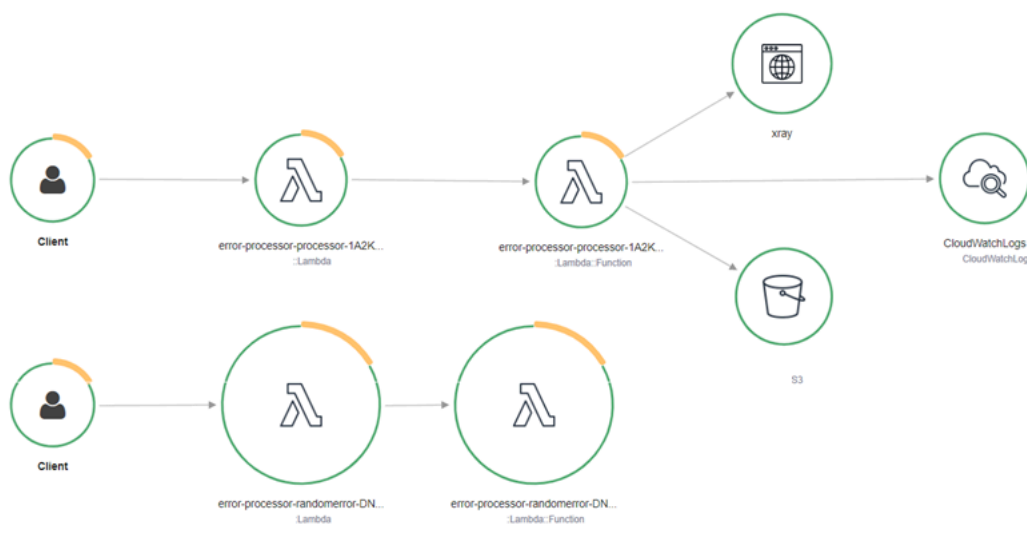 xray
Client
error-processor-processor-1A2K...
::Lambda
error-processor-processor-1A2K...
:Lambda::Function
CloudWatchLogs
CloudWatchLog
S3
Client
error-processor-randomerror-DN...
:Lambda
error-processor-randomerror-DN...
:Lambda::Function